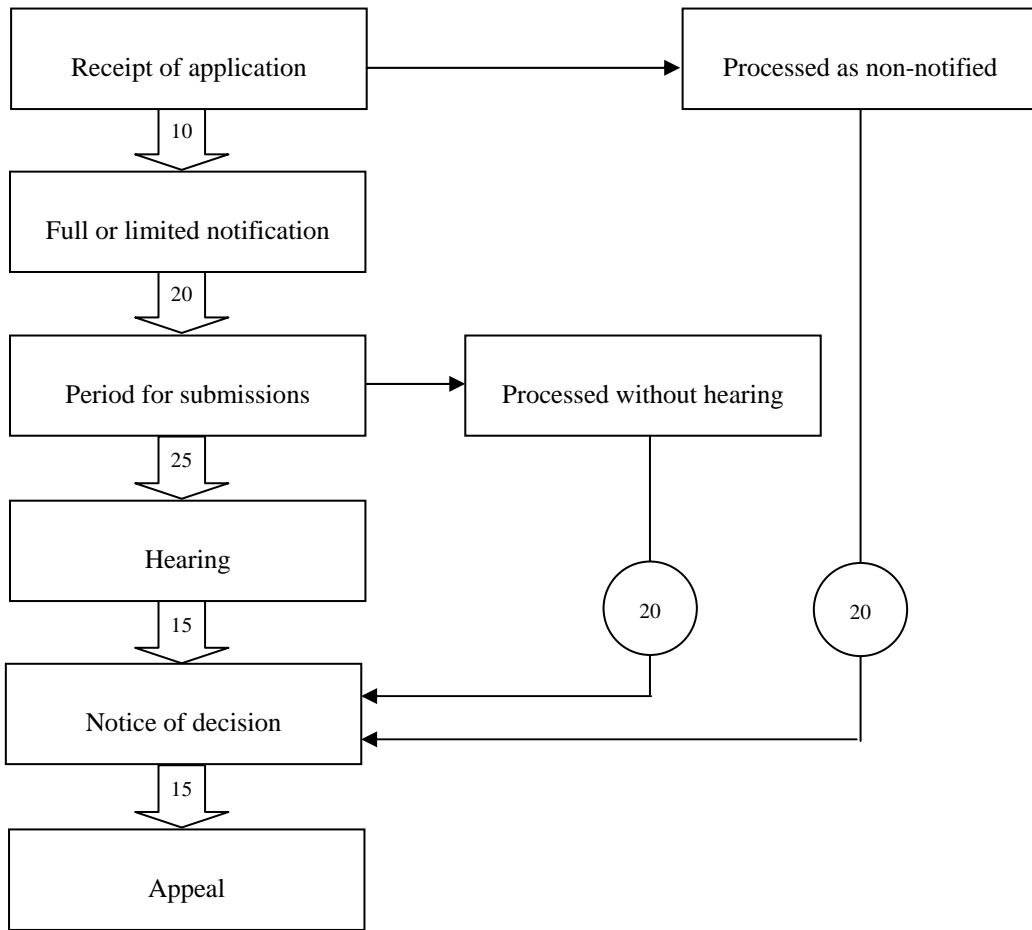 Receipt of application
Processed as non-notified
10
Full or limited notification
20
Period for submissions
Processed without hearing
25
Hearing
20
20
15
Notice of decision
15
Appeal